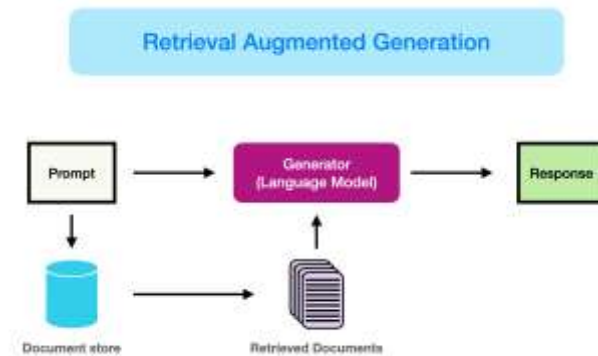 Retrieval Augmented Generation
Prompt
Generator
(Language Model)
Response
Document store
Retrieved Documents